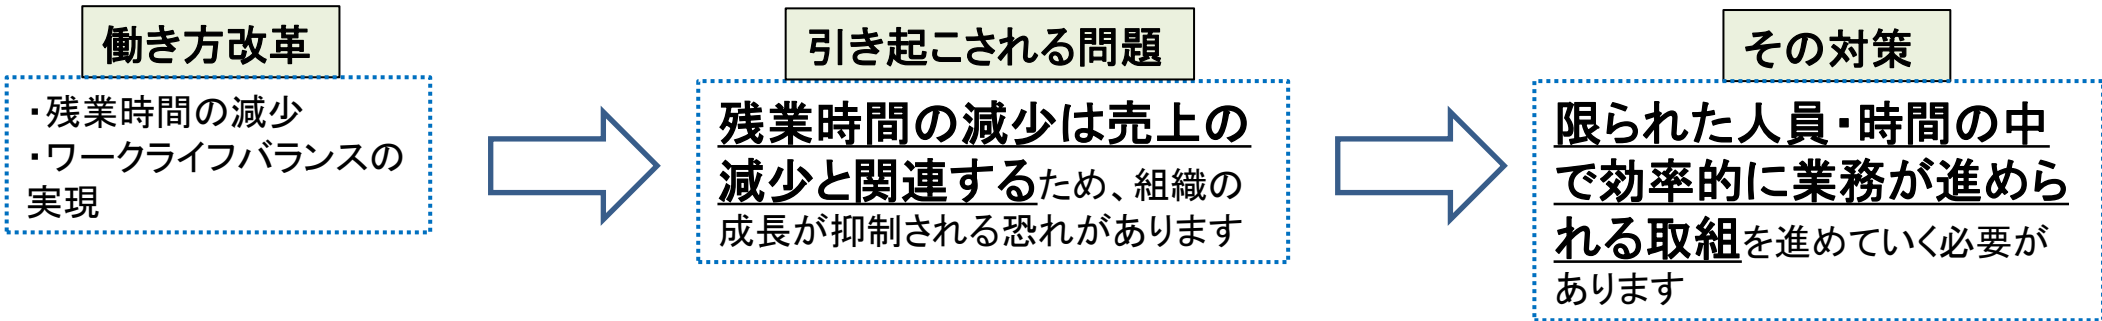 働き方改革
・残業時間の減少
・ワークライフバランスの
実現
引き起こされる問題
残業時間の減少は売上の
減少と関連するため、組織の
成長が抑制される恐れがあります
その対策
限られた人員・時間の中
で効率的に業務が進めら
れる取組を進めていく必要が
あります